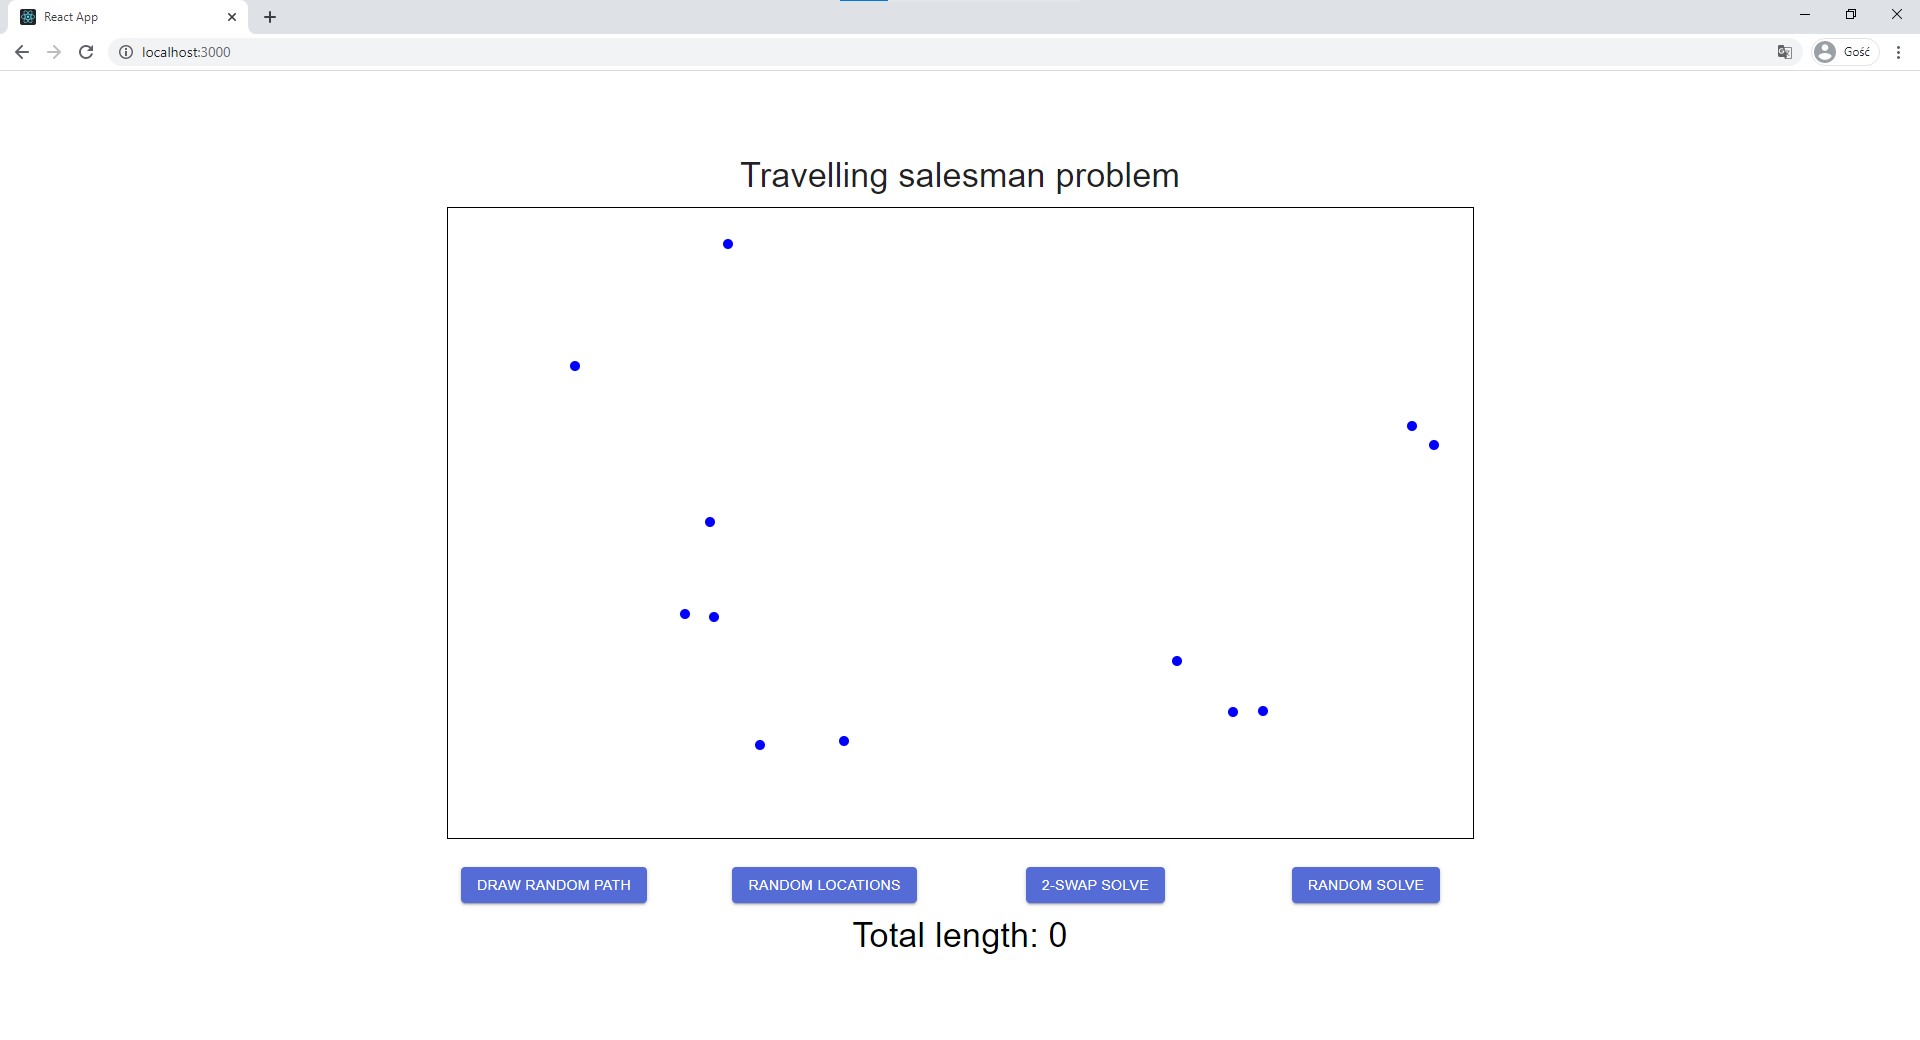 React App
localhost:3000
Gość
Travelling salesman problem
DRAW RANDOM PATH
RANDOM LOCATIONS
2-SWAP SOLVE
RANDOM SOLVE
Total length: 0